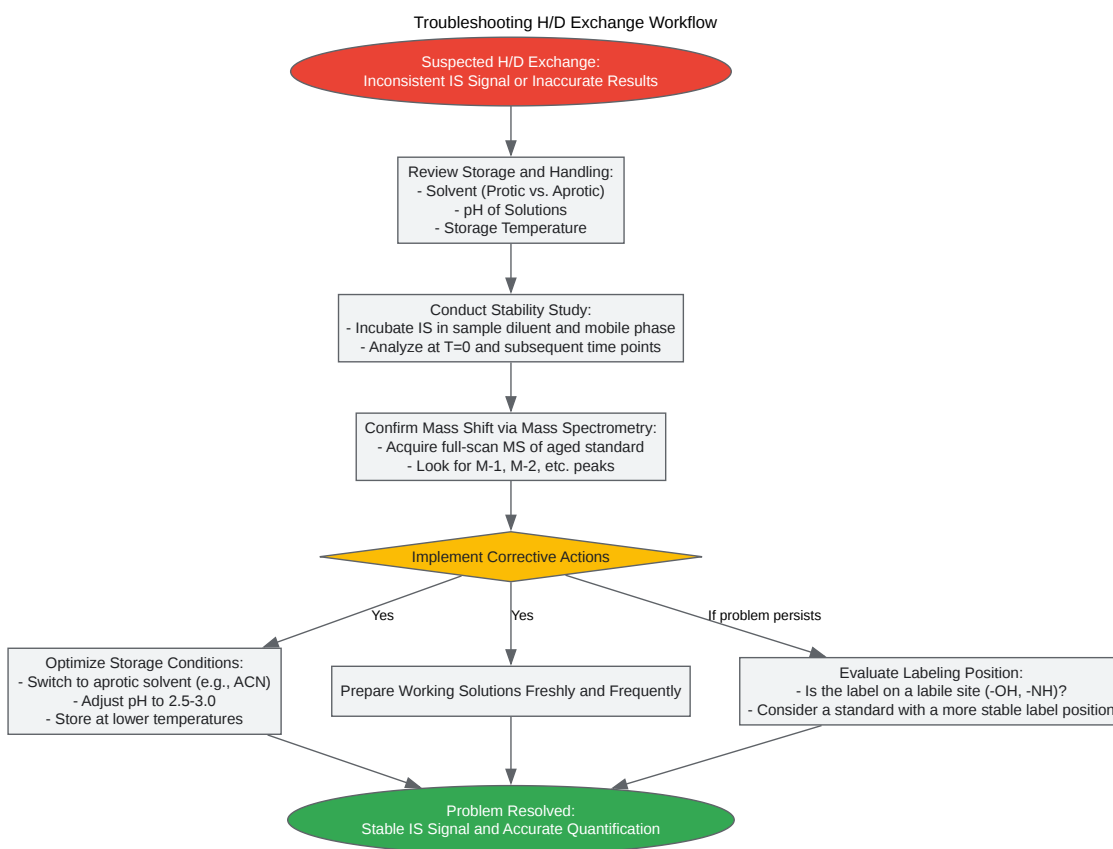 Troubleshooting H/D Exchange Workflow
Suspected H/D Exchange:
Inconsistent IS Signal or Inaccurate Results
Review Storage and Handling:
- Solvent (Protic vs. Aprotic)
- pH of Solutions
- Storage Temperature
Conduct Stability Study:
- Incubate IS in sample diluent and mobile phase
- Analyze at T=0 and subsequent time points
Confirm Mass Shift via Mass Spectrometry:
- Acquire full-scan MS of aged standard
- Look for M-1, M-2, etc. peaks
Implement Corrective Actions
Yes
Yes
If problem persists
Optimize Storage Conditions:
- Switch to aprotic solvent (e.g., ACN)
- Adjust pH to 2.5-3.0
- Store at lower temperatures
Prepare Working Solutions Freshly and Frequently
Evaluate Labeling Position:
- Is the label on a labile site (-OH, -NH)?
- Consider a standard with a more stable label position
Problem Resolved:
Stable IS Signal and Accurate Quantification